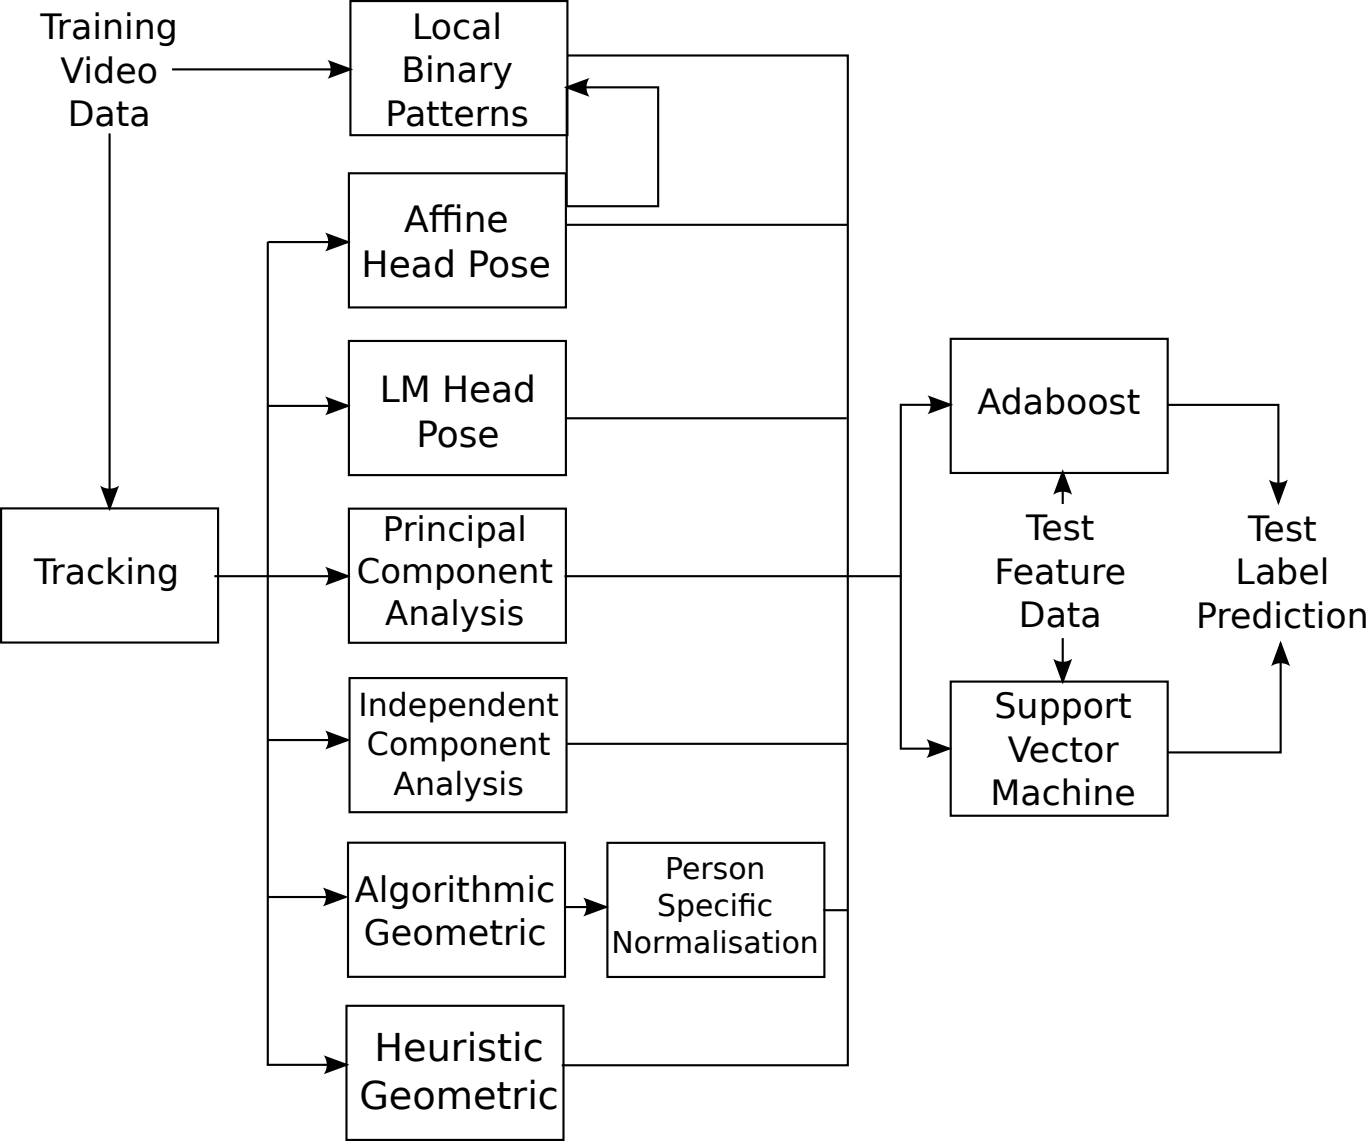 Training
Video
Data
Local
Binary
Patterns
Affine
Head Pose
LM Head
Pose
Tracking
Principal
Component
Analysis
Independent
Component
Analysis
Algorithmic
Geometric
Person
Specific
Normalisation
Heuristic
Geometric
Adaboost
Test
Feature
Data
Support
Vector
Machine
Test
Label
Prediction